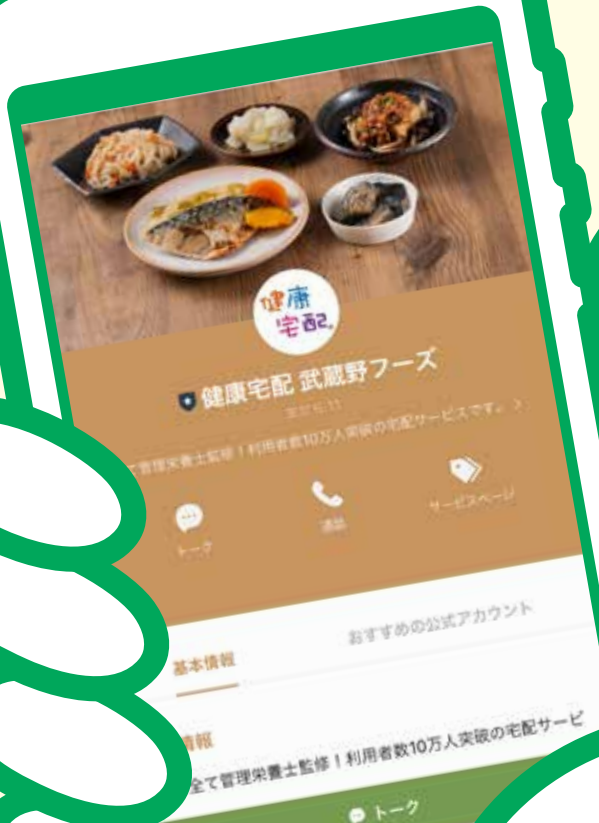 健康
宅配。
健康宅配 武蔵野フーズ
て管理栄養士監修！利用者数10万人突破の宅配サービスです。
トーク
通話
サービスページ
基本情報
おすすめの公式アカウント
情報
全て管理栄養士監修！利用者数10万人突破の宅配サービ
トーク